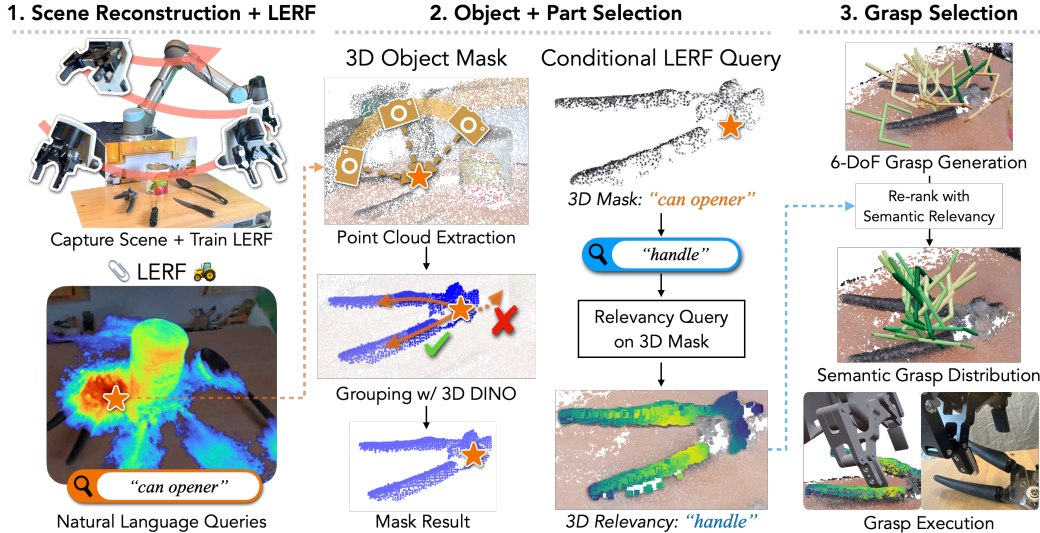 1. Scene Reconstruction + LERF
Capture Scene + Train LERF
LERF
“can opener”
Natural Language Queries
2. Object + Part Selection
3D Object Mask
Point Cloud Extraction
Grouping w/ 3D DINO
Mask Result
Conditional LERF Query
3D Mask: “can opener”
“handle”
Relevancy Query
on 3D Mask
3D Relevancy: “handle”
3. Grasp Selection
6-DoF Grasp Generation
Re-rank with
Semantic Relevancy
Semantic Grasp Distribution
Grasp Execution